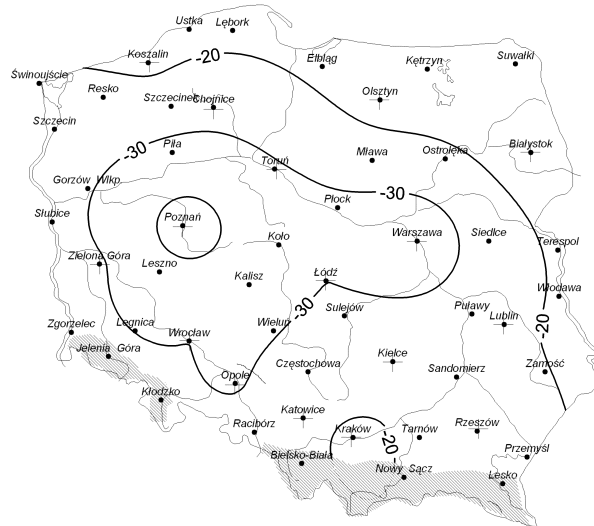 Ustka
Lębork
Koszalin
-20
Elbląg
Kętrzyn
Suwałki
Świnoujście
Resko
Szczecinek
Chojnice
Olsztyn
Szczecin
Piła
-30
Toruń
Mława
Ostrołęka
Białystok
Gorzów Wlkp.
Słubice
Poznań
Płock
-30
Koło
Warszawa
Siedlce
Terespol
Zielona Góra
Leszno
Kalisz
Łódź
Włodawa
Zgorzelec
Legnica
Wrocław
Wieluń
-30
Sulejów
Puławy
Lublin
-20
Jelenia Góra
Kłodzko
Opole
Częstochowa
Kielce
Sandomierz
Zamość
Katowice
Racibórz
Kraków
-20
Tarnów
Rzeszów
Przemyśl
Bielsko-Biała
Nowy Sącz
Lesko